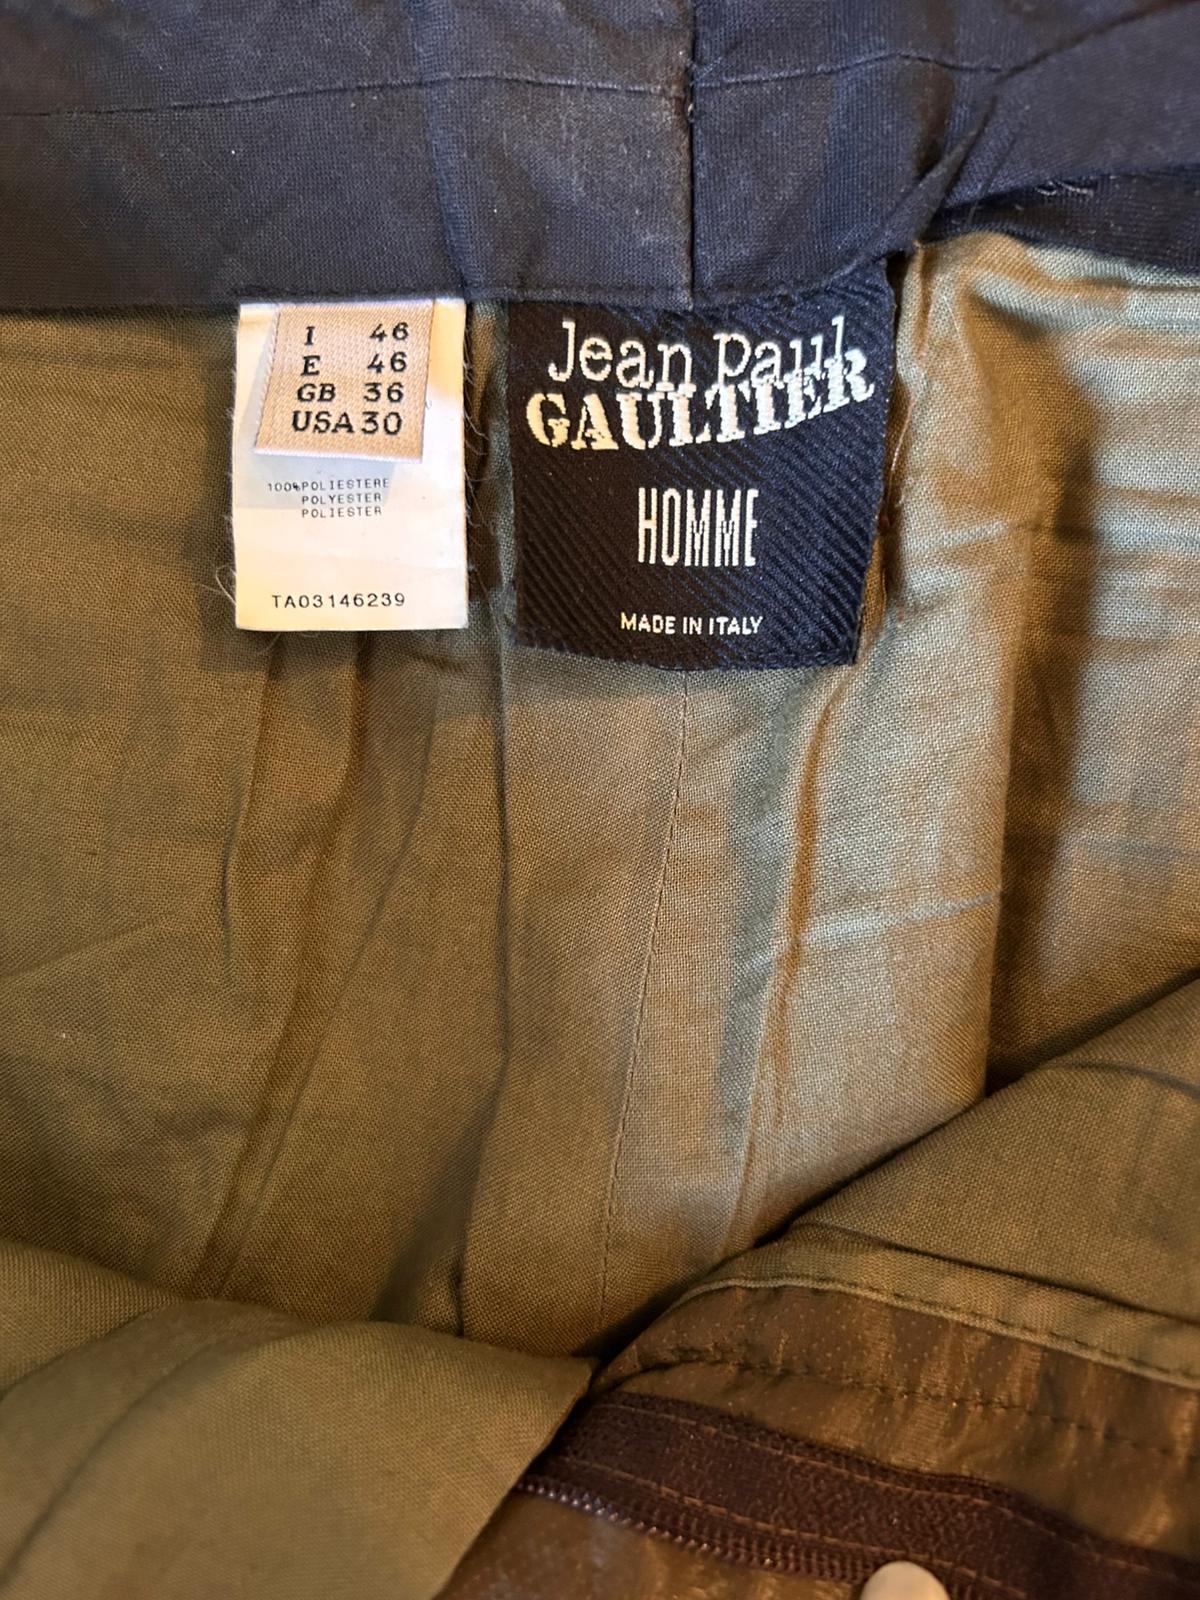 I 46
E 46
GB 36
USA 30
100%POLIESTERE
POLYESTER
POLIESTER
TA03146239
Jean Paul
GAULTIER
HOMME
MADE IN ITALY